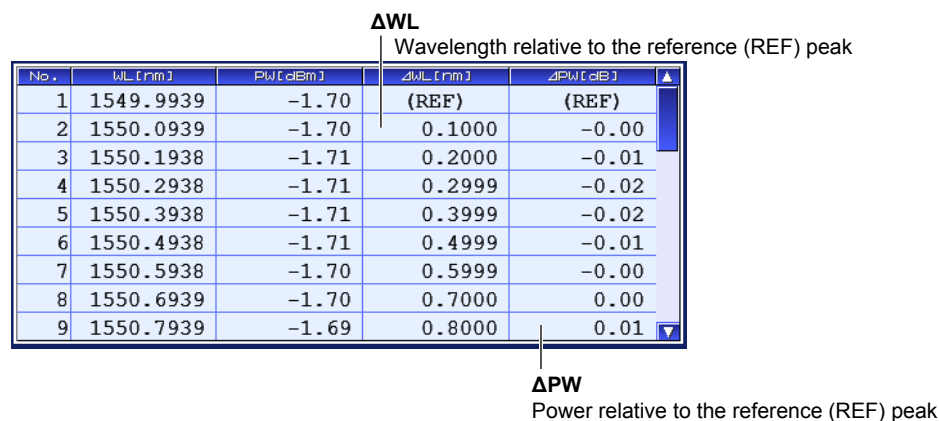 ΔWL
Wavelength relative to the reference (REF) peak
No. WL[nm] PW[dBm] ΔWL[nm] ΔPW[dB]
1 1549.9939 -1.70 (REF) (REF)
2 1550.0939 -1.70 0.1000 -0.00
3 1550.1938 -1.71 0.2000 -0.01
4 1550.2938 -1.71 0.2999 -0.02
5 1550.3938 -1.71 0.3999 -0.02
6 1550.4938 -1.71 0.4999 -0.01
7 1550.5938 -1.70 0.5999 -0.00
8 1550.6939 -1.70 0.7000 0.00
9 1550.7939 -1.69 0.8000 0.01
ΔPW
Power relative to the reference (REF) peak